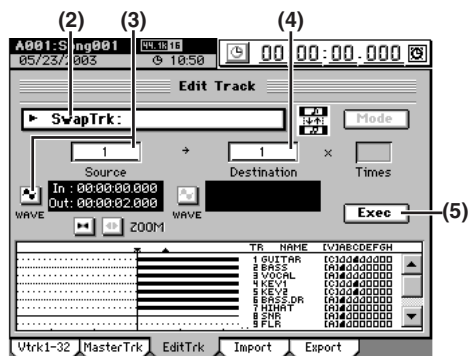 (2) (3) (4)
A001:Song001 44.1k 16 00 00:00.000
05/23/2003 10:50
Edit Track
► SwapTrk: Mode
1 → 1 ×
Source Destination Times
In : 00:00:00.000
Out: 00:00:02.000
WAVE ZOOM WAVE
Exec (5)
TR NAME [V]ABCDEFGH
1 GUITAR
2 BASS
3 VOCAL
4 KEY1
5 KEY2
6 BASS.DR
7 HIHAT
8 SNR
9 FLR
Vtrk1-32 MasterTrk EditTrk Import Export